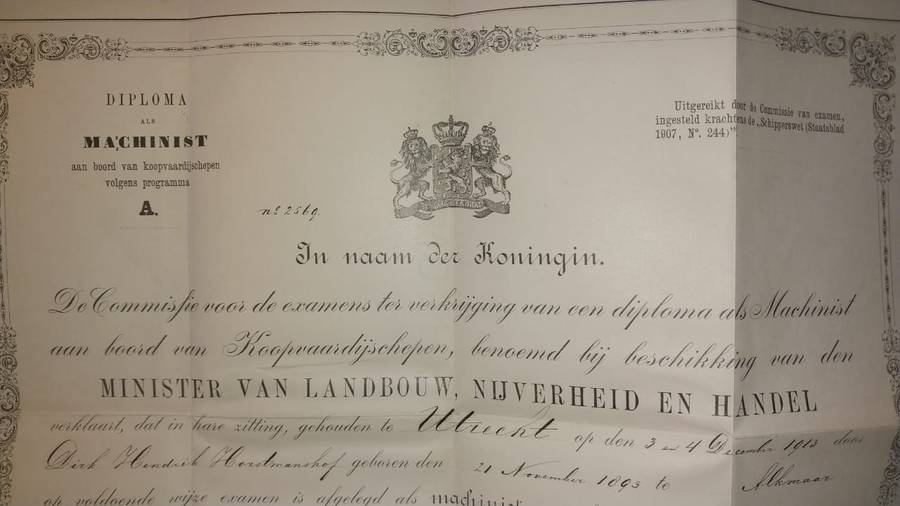 DIPLOMA
ALS
MACHINIST
aan boord van koopvaardijschepen
volgens programma
A.
Uitgereikt door de Commissie van examen,
ingesteld krachtens de „Schipperswet (Staatsblad
1907, Nº. 244)"
nº 2569
In naam der Koningin.
De Commissie voor de examens ter verkrijging van een diploma als Machinist
aan boord van Koopvaardijschepen, benoemd bij beschikking van den
MINISTER VAN LANDBOUW, NIJVERHEID EN HANDEL
verklaart, dat in hare zitting, gehouden te Utrecht op den 3 en 4 December 1913 door
Dirk Hendrik Horstmanshof geboren den 21 November 1893 te Alkmaar
op voldoende wijze examen is afgelegd als machinist